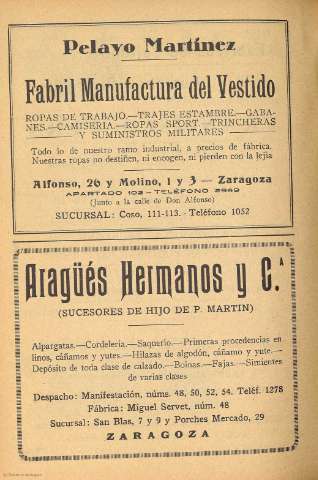 Pelayo Martínez
Fabril Manufactura del Vestido
ROPAS DE TRABAJO.—TRAJES ESTAMBRE.—GABA-
NES.—CAMISERIA.—ROPAS SPORT.—TRINCHERAS
Y SUMINISTROS MILITARES
Todo lo de nuestro ramo industrial, a precios de fábrica.
Nuestras ropas no destiñen, ni encogen, ni pierden con la lejía
Alfonso, 26 y Molino, 1 y 3 — Zaragoza
APARTADO 102 - TELÉFONO
(Junto a la calle de Don Alfonso)
SUCURSAL: Coso, 111-113. - Teléfono 1052
Aragüés Hermanos y C.ª
(SUCESORES DE HIJO DE P. MARTIN)
Alpargatas.—Cordelería.—Saquerío.—Primeras procedencias en
linos, cáñamos y yutes.—Hilazas de algodón, cáñamo y yute.—
Depósito de toda clase de calzado.—Boinas.—Fajas.—Simientes
de varias clases
Despacho: Manifestación, núms. 48, 50, 52, 54. Teléf. 1278
Fábrica: Miguel Servet, núm. 48
Sucursal: San Blas, 7 y 9 y Porches Mercado, 29
ZARAGOZA